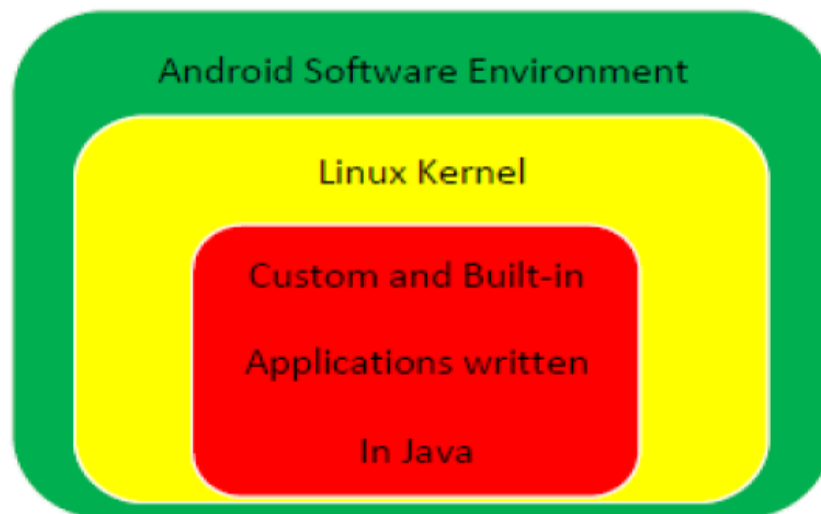 Android Software Environment
Linux Kernel
Custom and Built-in
Applications written
In Java